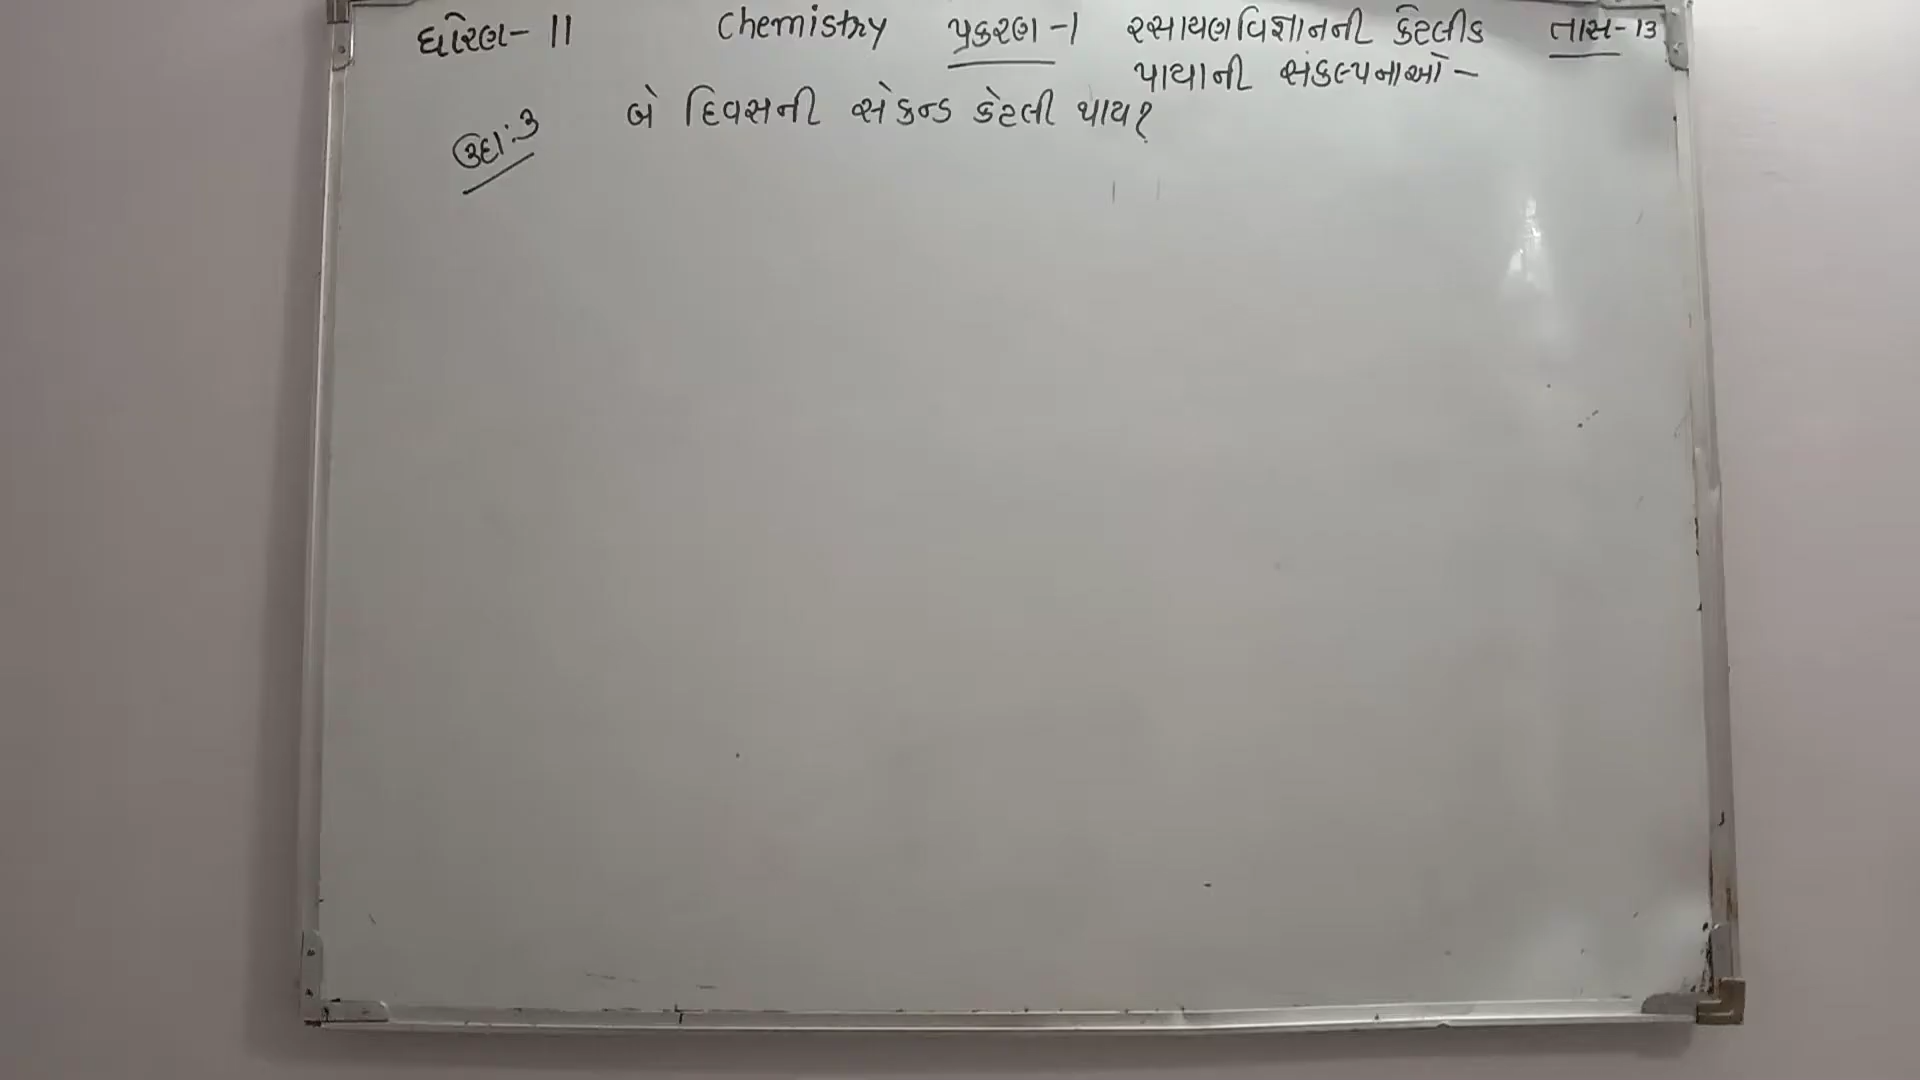 ધોરણ- 11 Chemistry પ્રકરણ -1 રસાયણવિજ્ઞાનની કેટલીક તાસ- 13
પાયાની સંકલ્પનાઓ -
ઉદા:3 બે દિવસની સેકન્ડ કેટલી થાય?